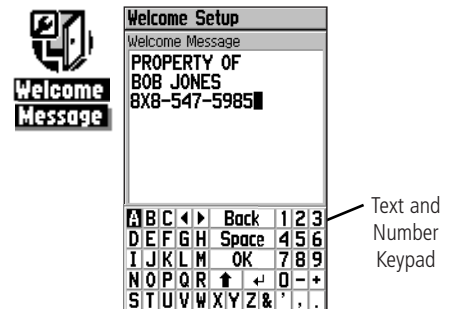 Welcome
Message
Welcome Setup
Welcome Message
PROPERTY OF
BOB JONES
8X8-547-5985
A B C ◀ ▶ Back 1 2 3
D E F G H Space 4 5 6
I J K L M OK 7 8 9
N O P Q R ↑ ↵ 0 - +
S T U V W X Y Z & ' , .
Text and
Number
Keypad